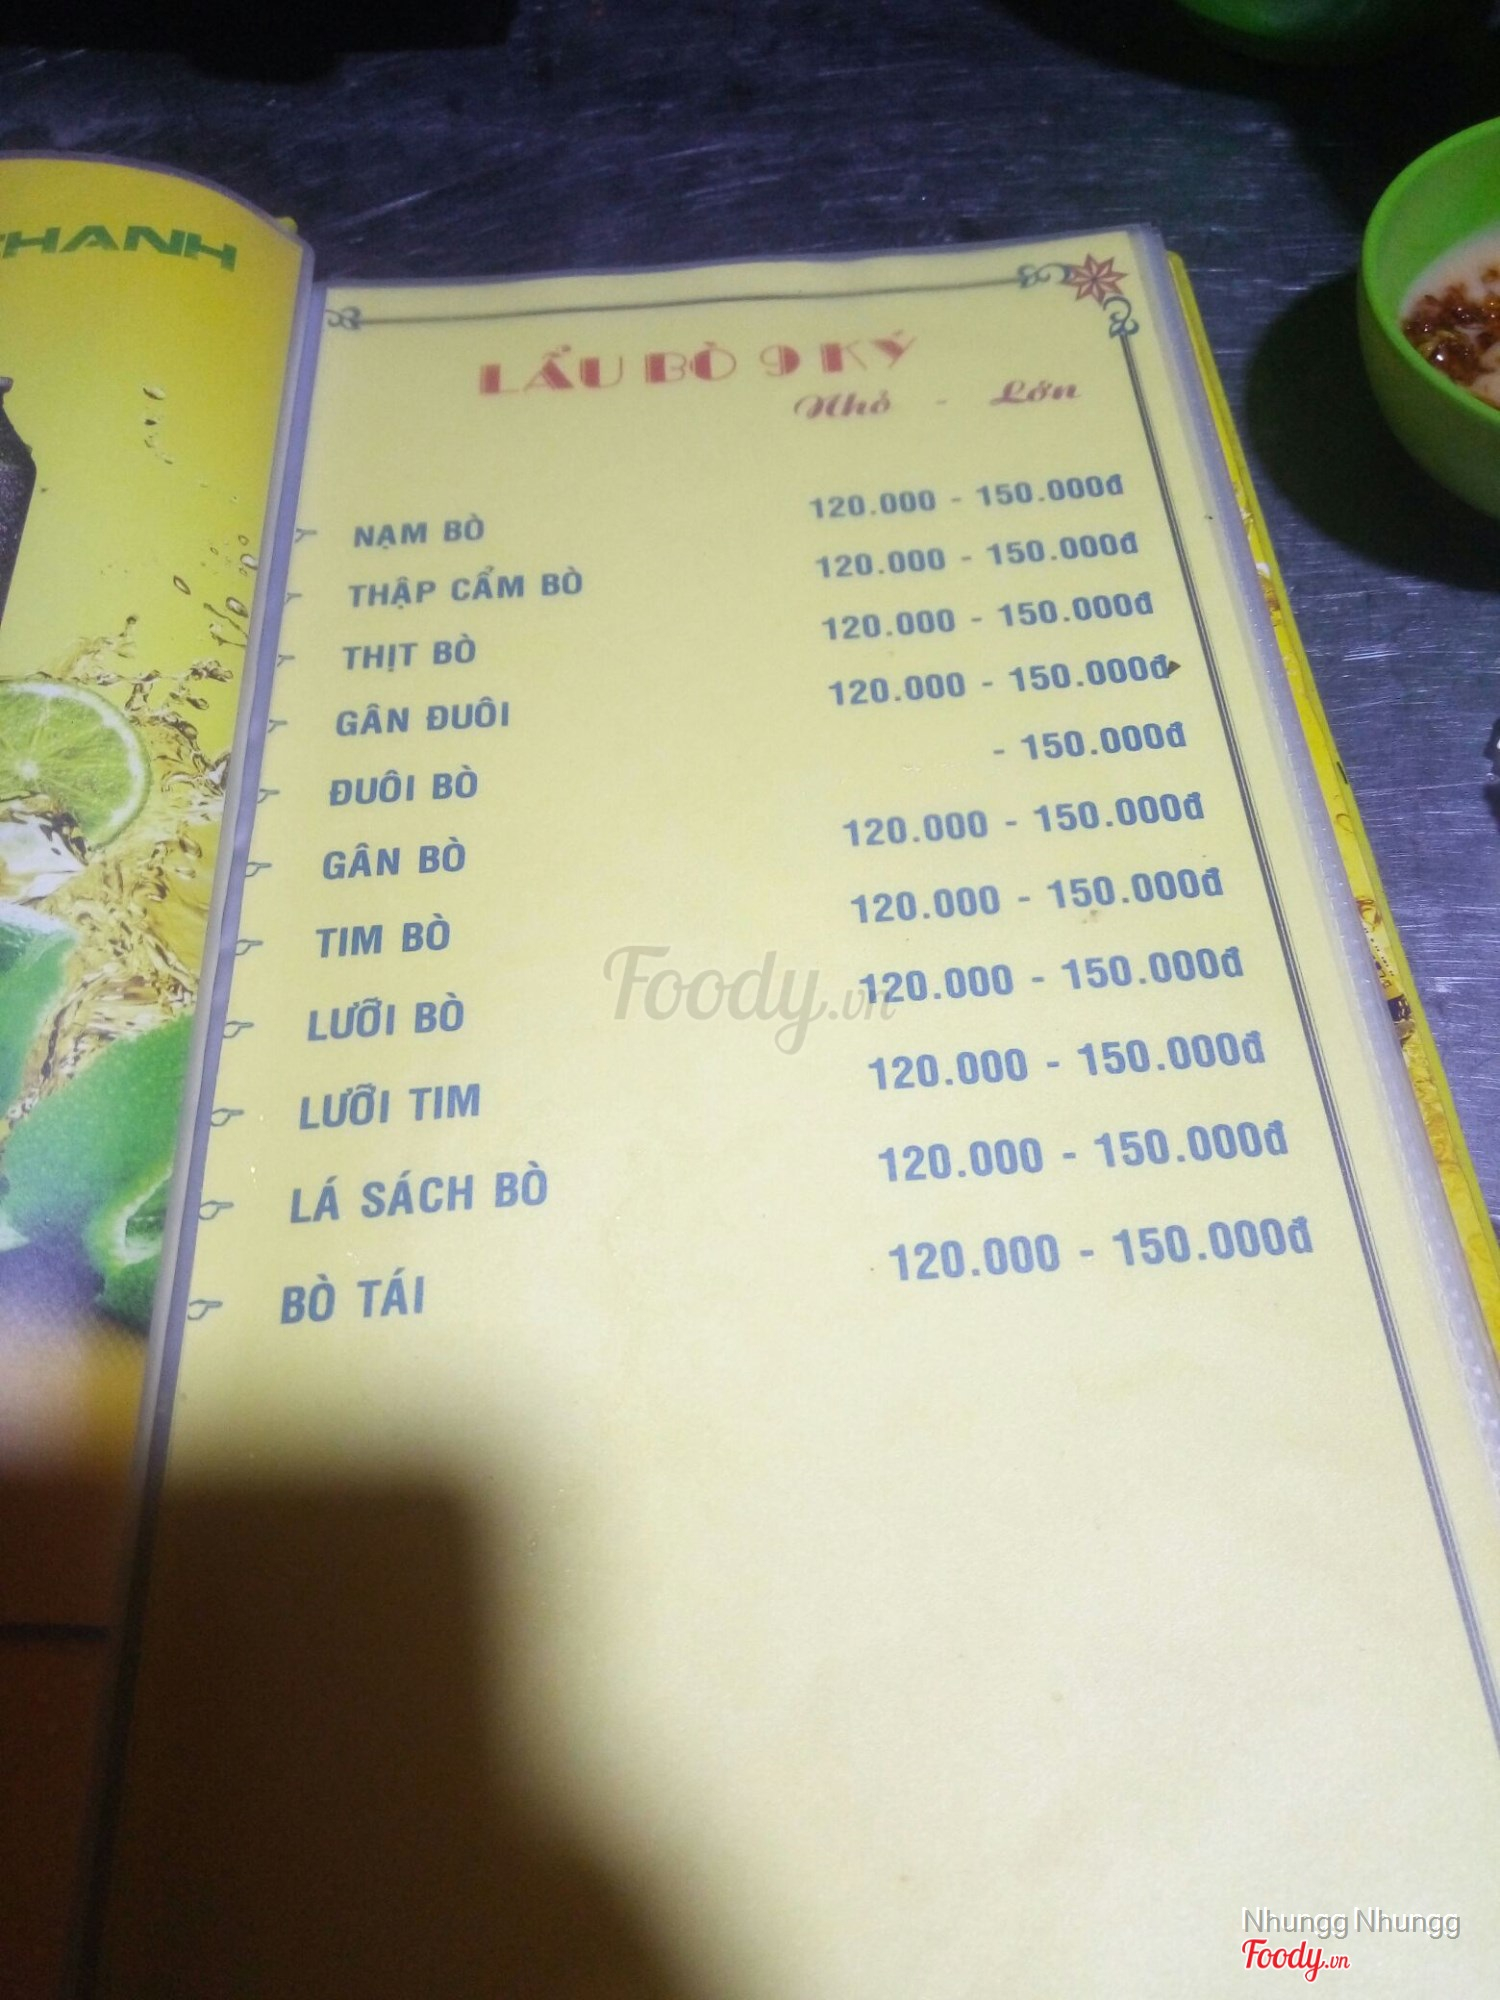 THANH
LẨU BÒ 9 KÝ
Nhỏ - Lớn
NẠM BÒ 120.000 - 150.000đ
THẬP CẨM BÒ 120.000 - 150.000đ
THỊT BÒ 120.000 - 150.000đ
GÂN ĐUÔI 120.000 - 150.000đ
ĐUÔI BÒ - 150.000đ
GÂN BÒ 120.000 - 150.000đ
TIM BÒ 120.000 - 150.000đ
LƯỠI BÒ 120.000 - 150.000đ
LƯỠI TIM 120.000 - 150.000đ
LÁ SÁCH BÒ 120.000 - 150.000đ
BÒ TÁI 120.000 - 150.000đ
Foody.vn
Nhungg Nhungg
Foody.vn